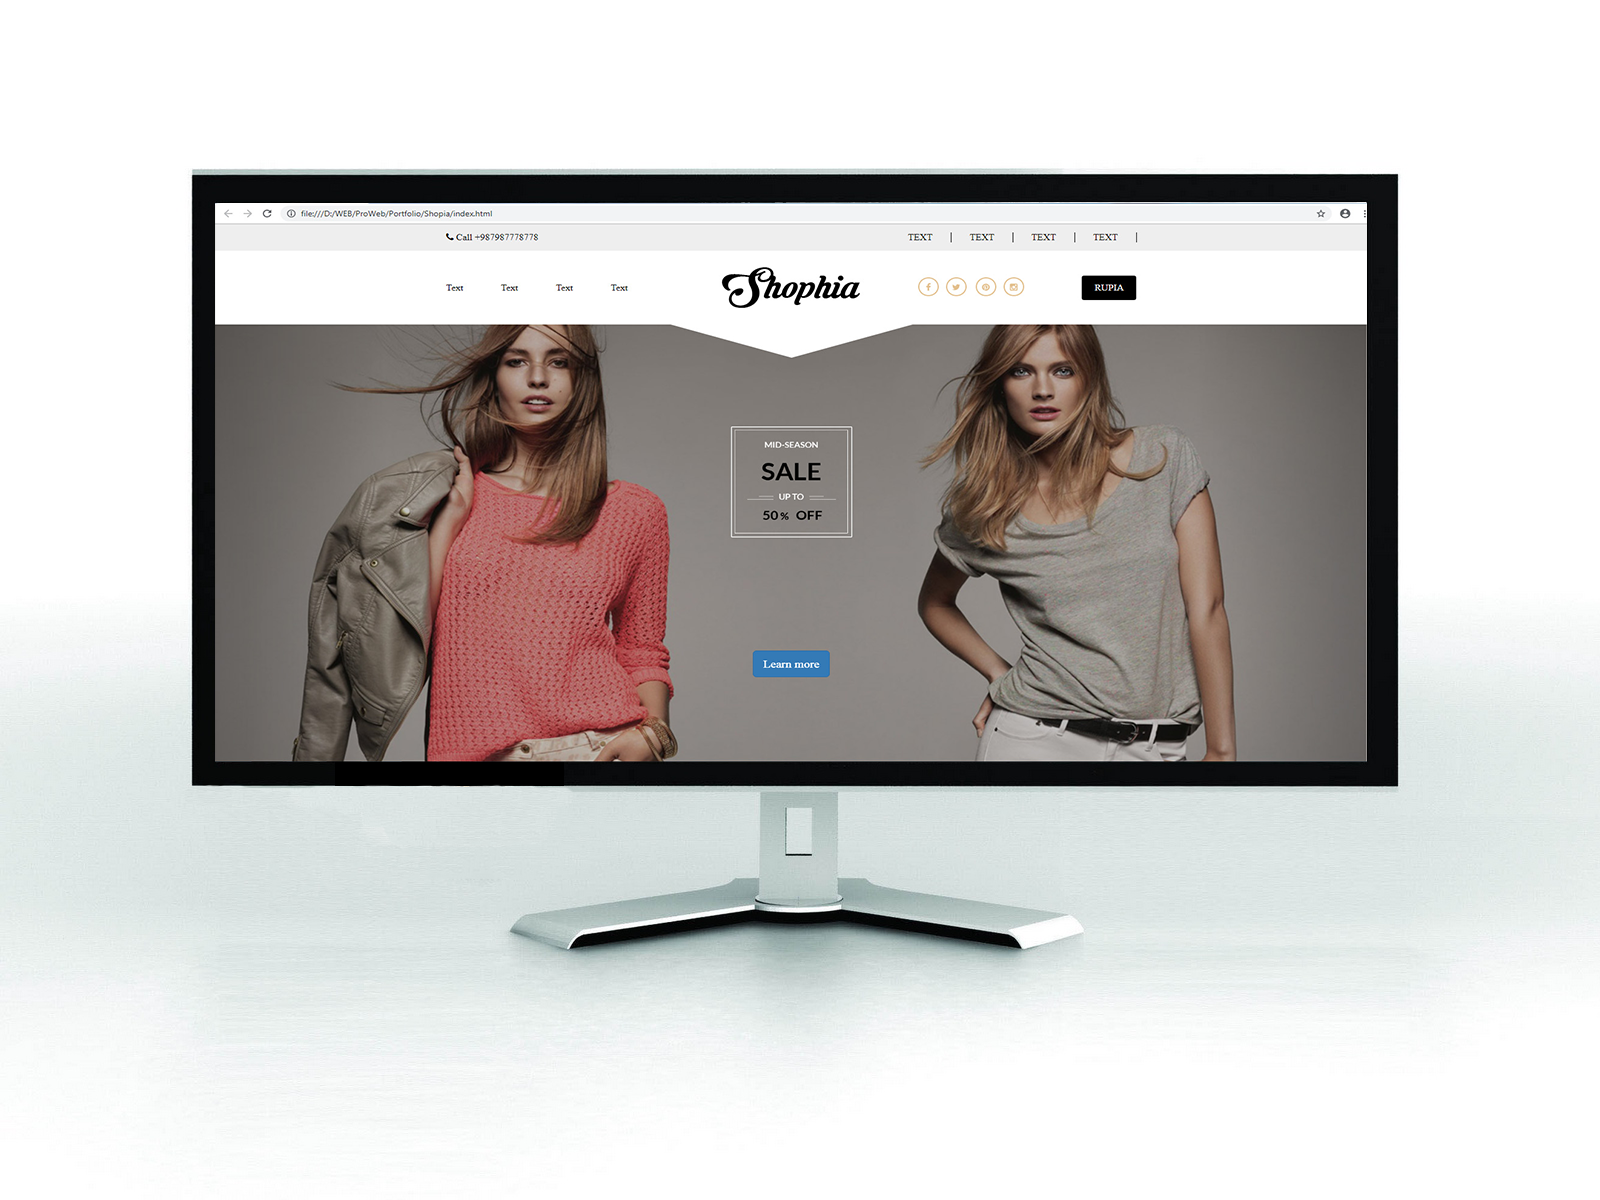 file:///D:/WEB/ProWeb/Portfolio/Shopia/index.html
Call +987987778778
TEXT | TEXT | TEXT | TEXT |
Text Text Text Text
Shophia
RUPIA
MID-SEASON
SALE
UP TO
50% OFF
Learn more